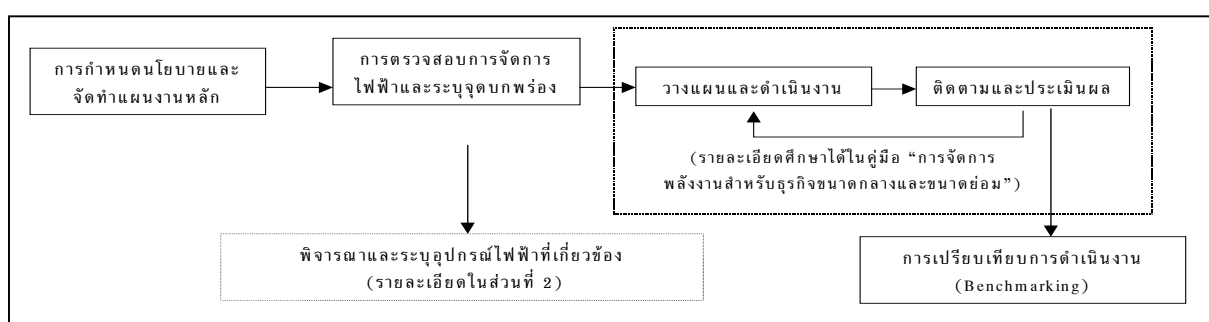 การกำหนดนโยบายและ
จัดทำแผนงานหลัก
การตรวจสอบการจัดการ
ไฟฟ้าและระบุจุดบกพร่อง
วางแผนและดำเนินงาน
ติดตามและประเมินผล
(รายละเอียดศึกษาได้ในคู่มือ “การจัดการ
พลังงานสำหรับธุรกิจขนาดกลางและขนาดย่อม”)
พิจารณาและระบุอุปกรณ์ไฟฟ้าที่เกี่ยวข้อง
(รายละเอียดในส่วนที่ 2)
การเปรียบเทียบการดำเนินงาน
(Benchmarking)